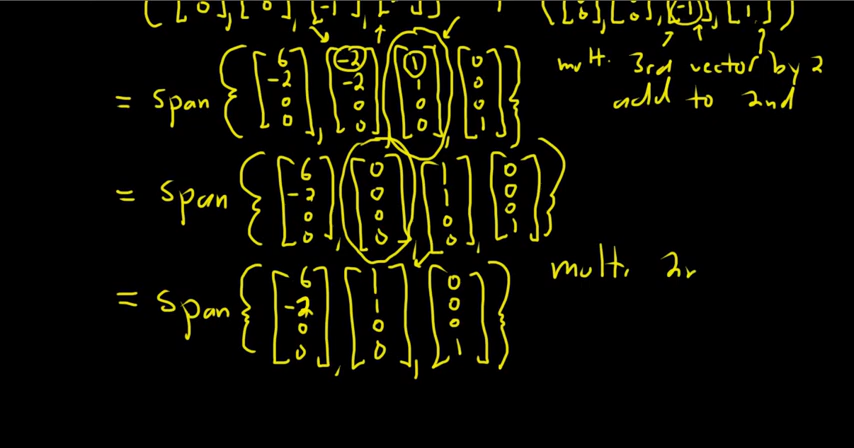 = span { [6 -2 0 0], [-2 -2 0 0], [1 1 0 0], [0 0 0 1] }
mult. 3rd vector by 2
add to 2nd
= span { [6 -2 0 0], [0 0 0 0], [1 1 0 0], [0 0 0 1] }
= span { [6 -2 0 0], [1 1 0 0], [0 0 0 1] }
mult. 2n